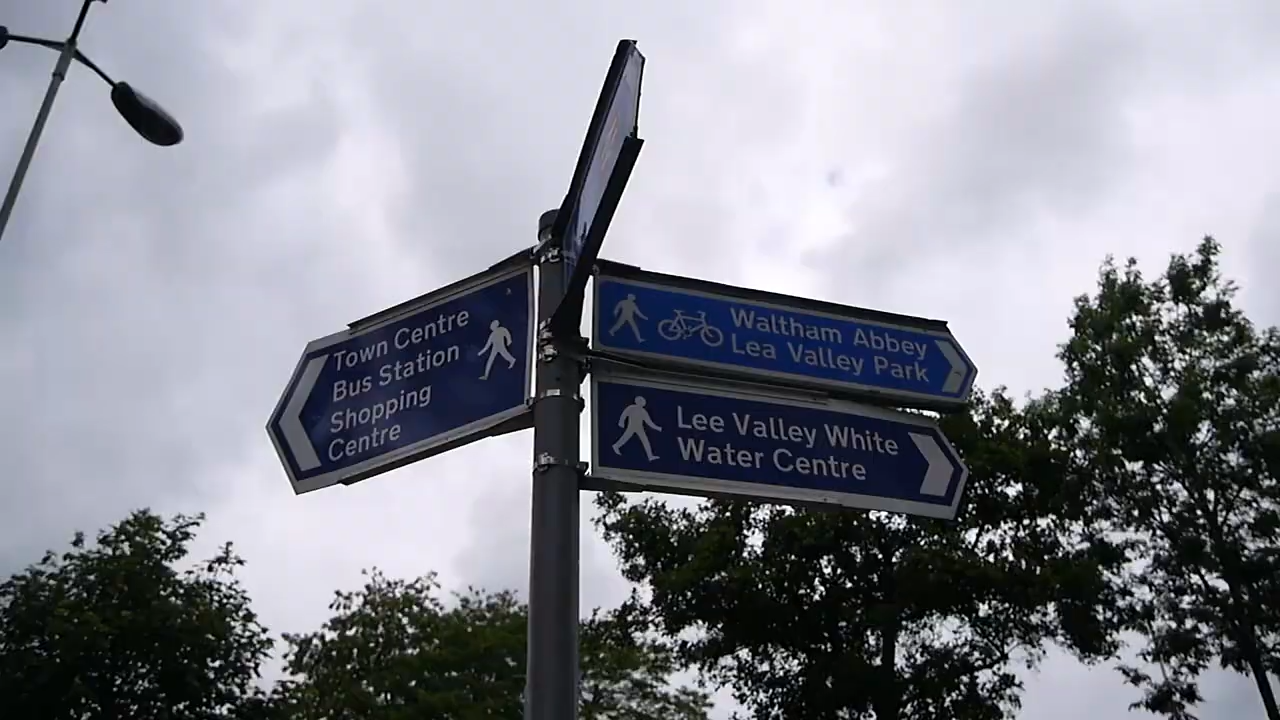 Town Centre
Bus Station
Shopping
Centre
Waltham Abbey
Lea Valley Park
Lee Valley White
Water Centre